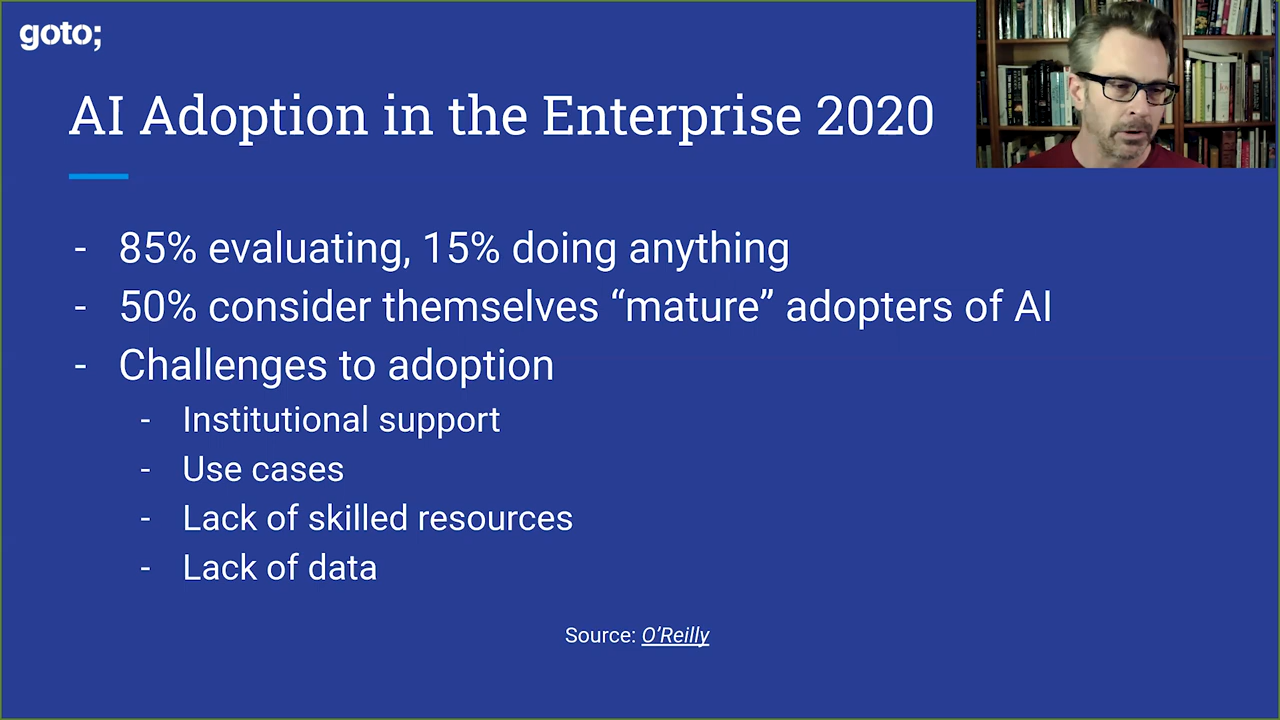 goto;
AI Adoption in the Enterprise 2020
- 85% evaluating, 15% doing anything
- 50% consider themselves “mature” adopters of AI
- Challenges to adoption
- Institutional support
- Use cases
- Lack of skilled resources
- Lack of data
Source: O’Reilly